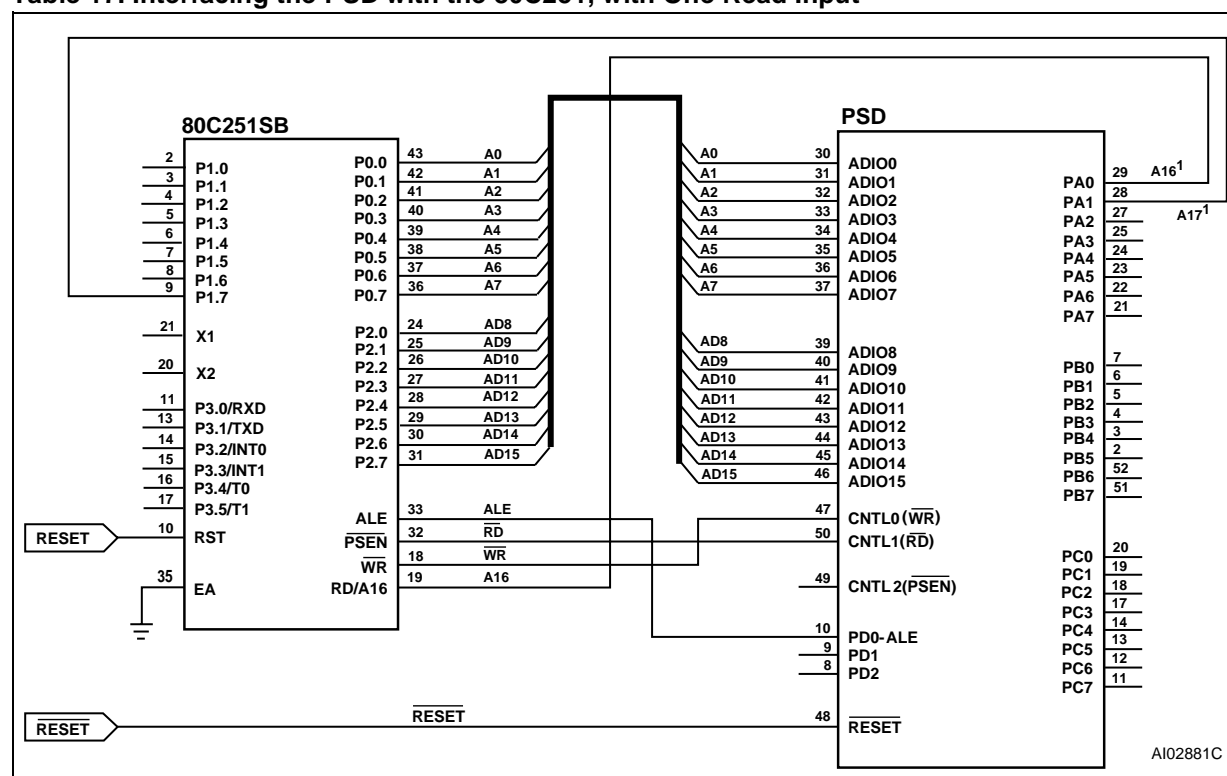 Table 17. Interfacing the PSD with the 80C251, with One Read Input
80C251SB
2 P1.0
3 P1.1
4 P1.2
5 P1.3
6 P1.4
7 P1.5
8 P1.6
9 P1.7
21 X1
20 X2
11 P3.0/RXD
13 P3.1/TXD
14 P3.2/INT0
15 P3.3/INT1
16 P3.4/T0
17 P3.5/T1
RESET 10 RST
35 EA
P0.0 43 A0
P0.1 42 A1
P0.2 41 A2
P0.3 40 A3
P0.4 39 A4
P0.5 38 A5
P0.6 37 A6
P0.7 36 A7
P2.0 24 AD8
P2.1 25 AD9
P2.2 26 AD10
P2.3 27 AD11
P2.4 28 AD12
P2.5 29 AD13
P2.6 30 AD14
P2.7 31 AD15
ALE 33 ALE
PSEN 32 RD
WR 18 WR
RD/A16 19 A16
PSD
A0 30 ADIO0
A1 31 ADIO1
A2 32 ADIO2
A3 33 ADIO3
A4 34 ADIO4
A5 35 ADIO5
A6 36 ADIO6
A7 37 ADIO7
AD8 39 ADIO8
AD9 40 ADIO9
AD10 41 ADIO10
AD11 42 ADIO11
AD12 43 ADIO12
AD13 44 ADIO13
AD14 45 ADIO14
AD15 46 ADIO15
47 CNTL0(WR)
50 CNTL1(RD)
49 CNTL2(PSEN)
10 PD0-ALE
9 PD1
8 PD2
RESET RESET 48 RESET
PA0 29 A16¹
PA1 28 A17¹
PA2 27
PA3 25
PA4 24
PA5 23
PA6 22
PA7 21
PB0 7
PB1 6
PB2 5
PB3 4
PB4 3
PB5 2
PB6 52
PB7 51
PC0 20
PC1 19
PC2 18
PC3 17
PC4 14
PC5 13
PC6 12
PC7 11
AI02881C